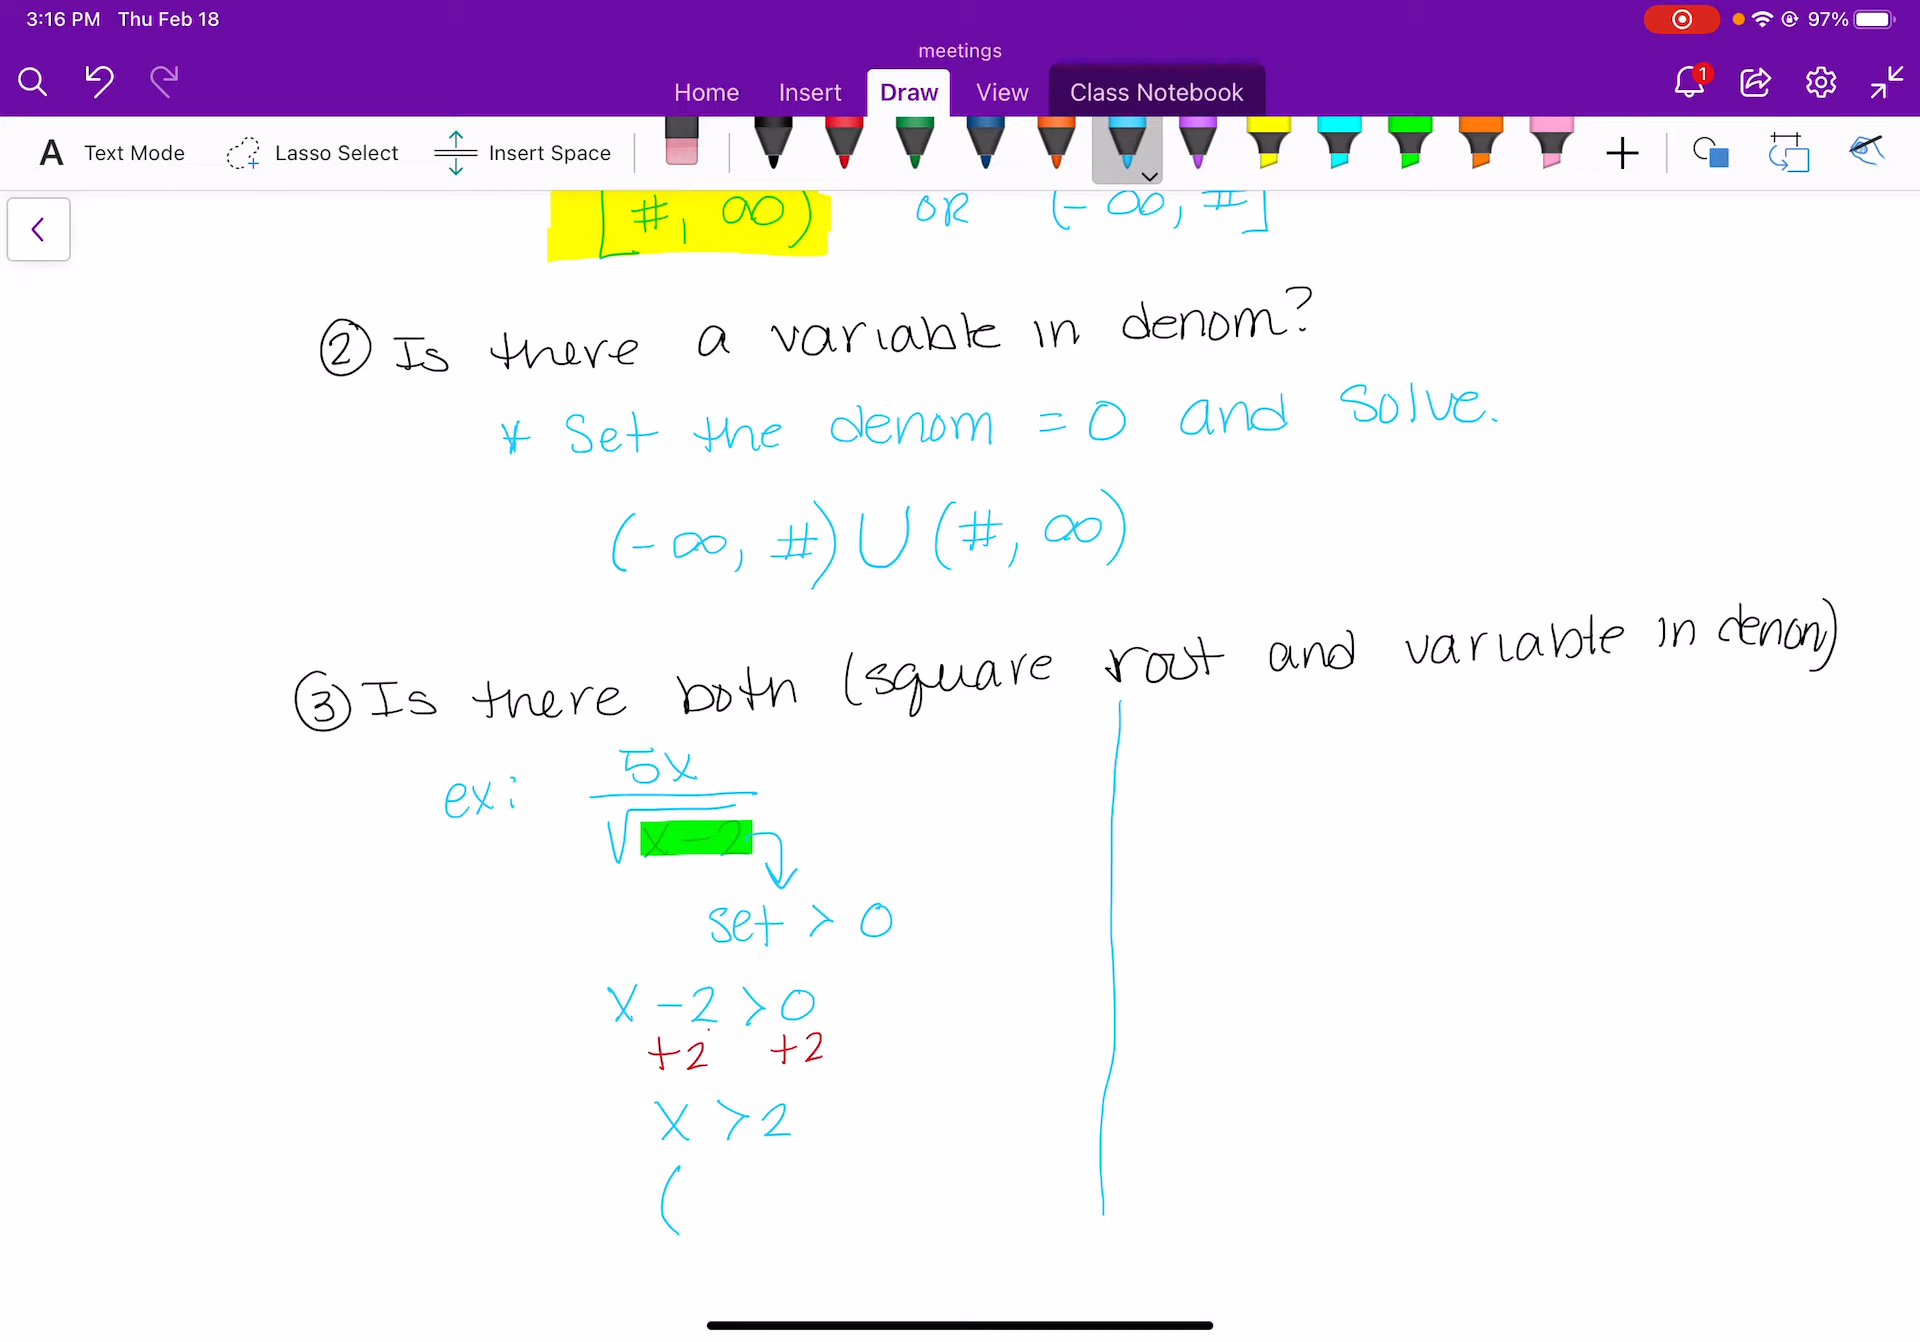 3:16 PM Thu Feb 18
97%
meetings
Home Insert Draw View Class Notebook
1
A Text Mode Lasso Select Insert Space
[#, ∞) OR (-∞, #]
② Is there a variable in denom?
* Set the denom = 0 and solve.
(-∞, #) ∪ (#, ∞)
③ Is there both (square root and variable in denom)
ex: 5x
√x-2
set > 0
x - 2 > 0
+2 +2
x > 2
(